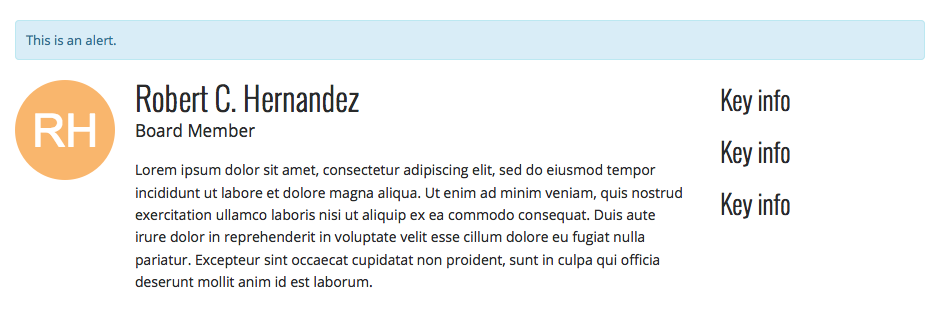 This is an alert.
RH
Robert C. Hernandez
Board Member
Lorem ipsum dolor sit amet, consectetur adipiscing elit, sed do eiusmod tempor
incididunt ut labore et dolore magna aliqua. Ut enim ad minim veniam, quis nostrud
exercitation ullamco laboris nisi ut aliquip ex ea commodo consequat. Duis aute
irure dolor in reprehenderit in voluptate velit esse cillum dolore eu fugiat nulla
pariatur. Excepteur sint occaecat cupidatat non proident, sunt in culpa qui officia
deserunt mollit anim id est laborum.
Key info
Key info
Key info